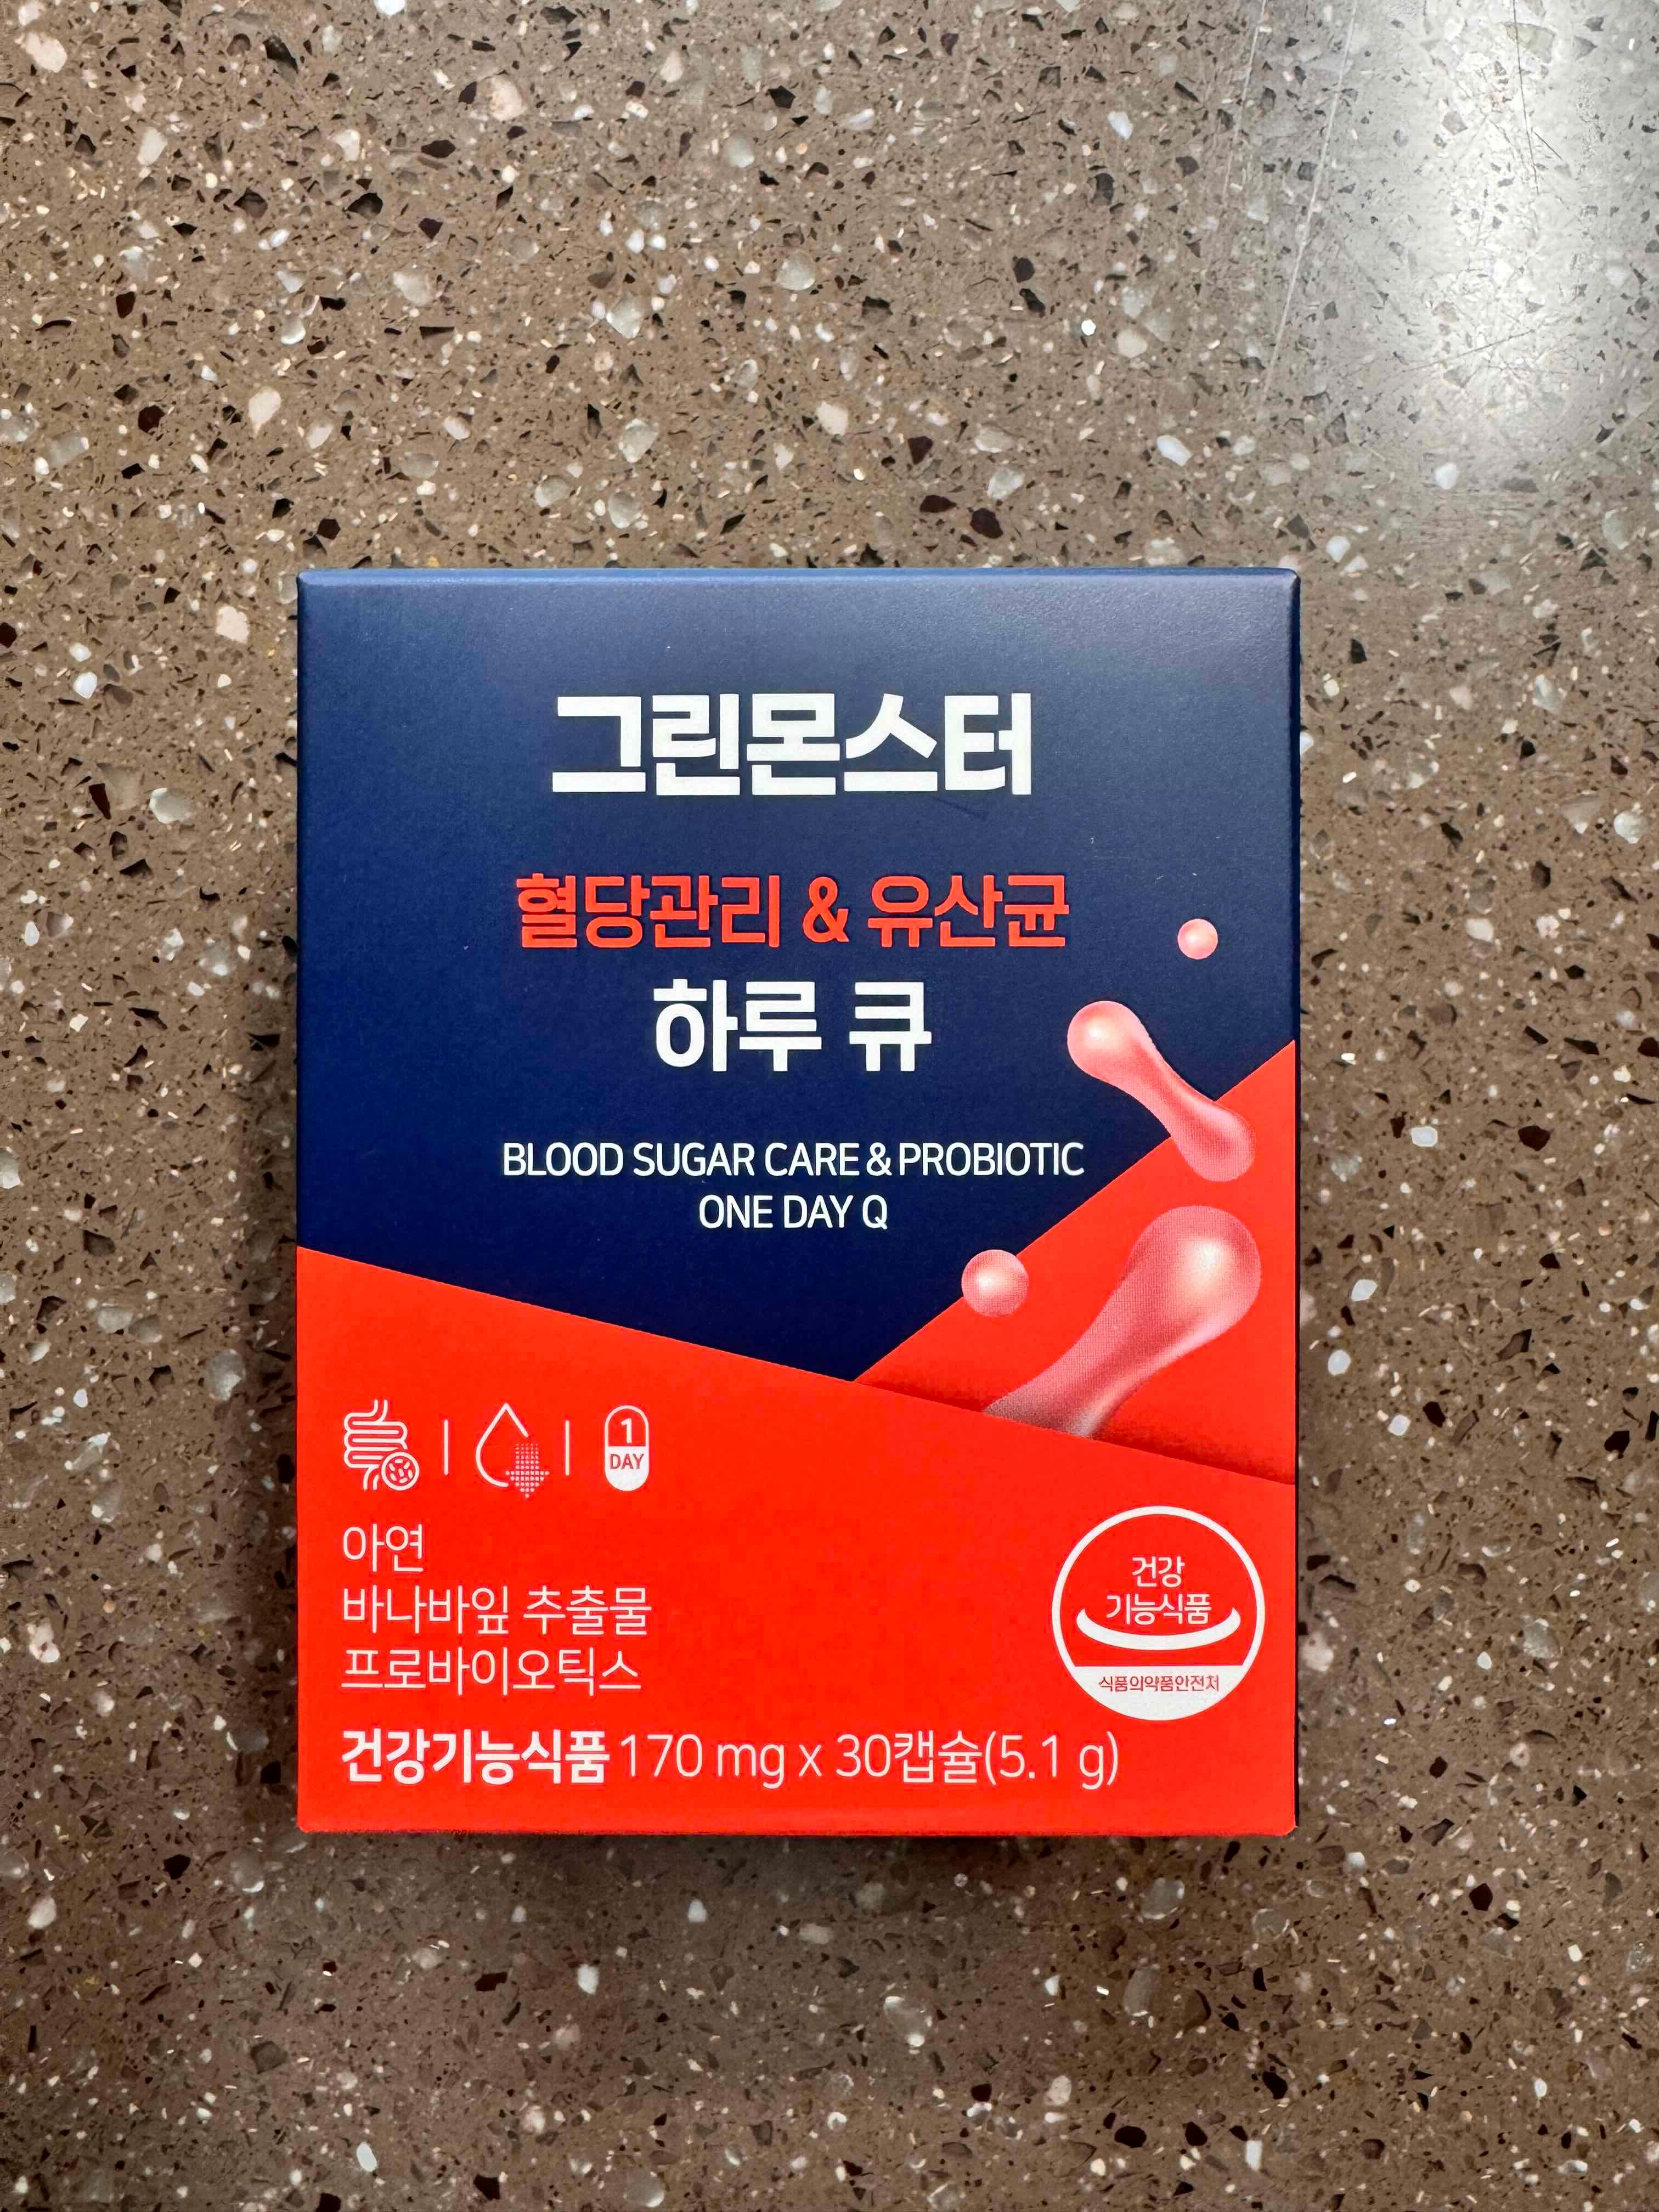 그린몬스터
혈당관리 & 유산균
하루 큐
BLOOD SUGAR CARE & PROBIOTIC
ONE DAY Q
1
DAY
아연
바나바잎 추출물
프로바이오틱스
건강
기능식품
식품의약품안전처
건강기능식품 170 mg x 30캡슐(5.1 g)